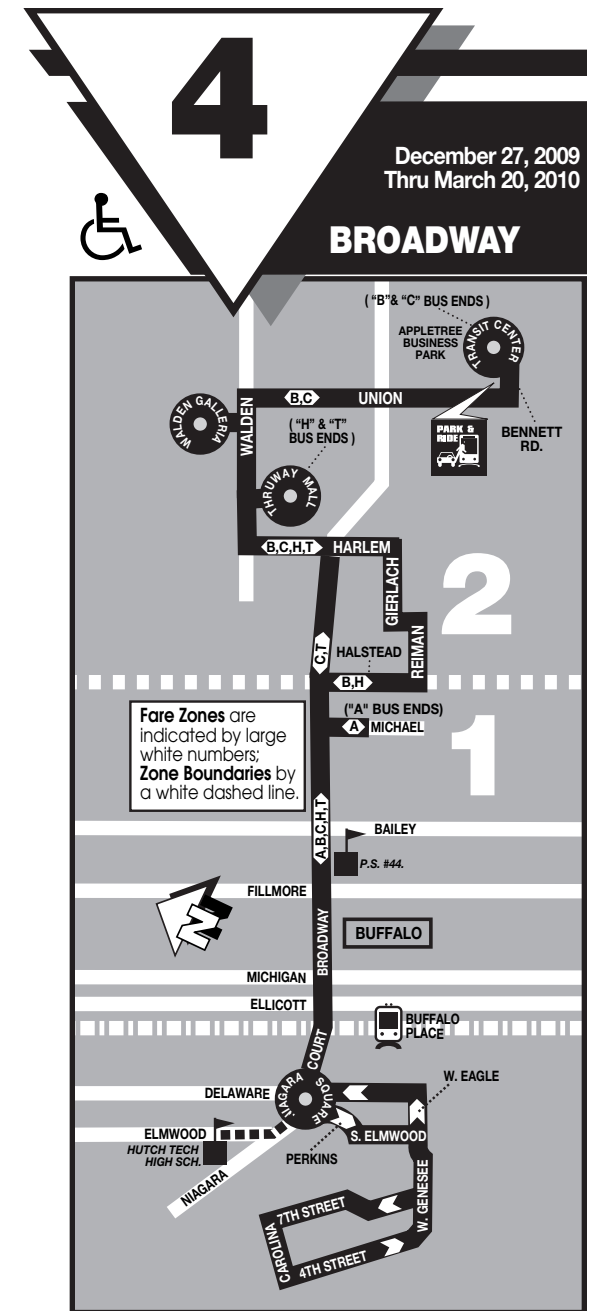 4
December 27, 2009
Thru March 20, 2010
BROADWAY
( “B”& “C” BUS ENDS )
APPLETREE
BUSINESS
PARK
TRANSIT CENTER
B,C
UNION
WALDEN GALLERIA
WALDEN
( “H” & “T”
BUS ENDS )
PARK &
RIDE
BENNETT
RD.
THRUWAY MALL
B,C,H,T
HARLEM
GIERLACH
2
REIMAN
C,T
HALSTEAD
B,H
("A" BUS ENDS)
A
MICHAEL
1
Fare Zones are
indicated by large
white numbers;
Zone Boundaries by
a white dashed line.
A,B,C,H,T
BAILEY
P.S. #44.
FILLMORE
N
BROADWAY
BUFFALO
MICHIGAN
ELLICOTT
BUFFALO
PLACE
COURT
NIAGARA SQUARE
W. EAGLE
DELAWARE
ELMWOOD
S. ELMWOOD
HUTCH TECH
HIGH SCH.
PERKINS
NIAGARA
W. GENESEE
7TH STREET
CAROLINA
4TH STREET